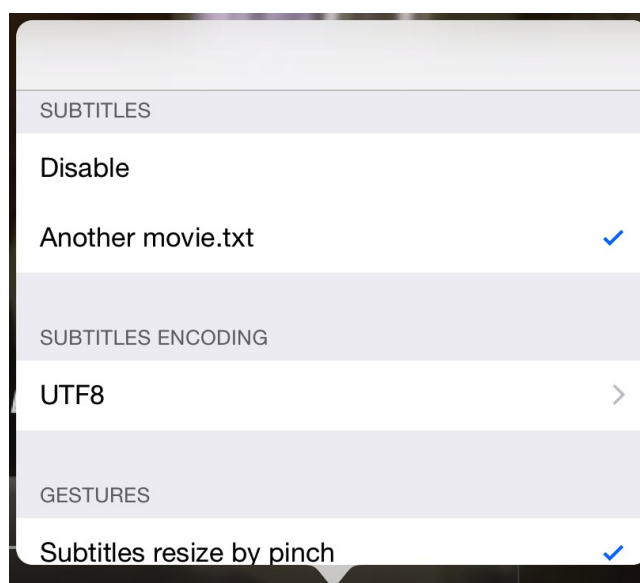 SUBTITLES
Disable
Another movie.txt
SUBTITLES ENCODING
UTF8
GESTURES
Subtitles resize by pinch